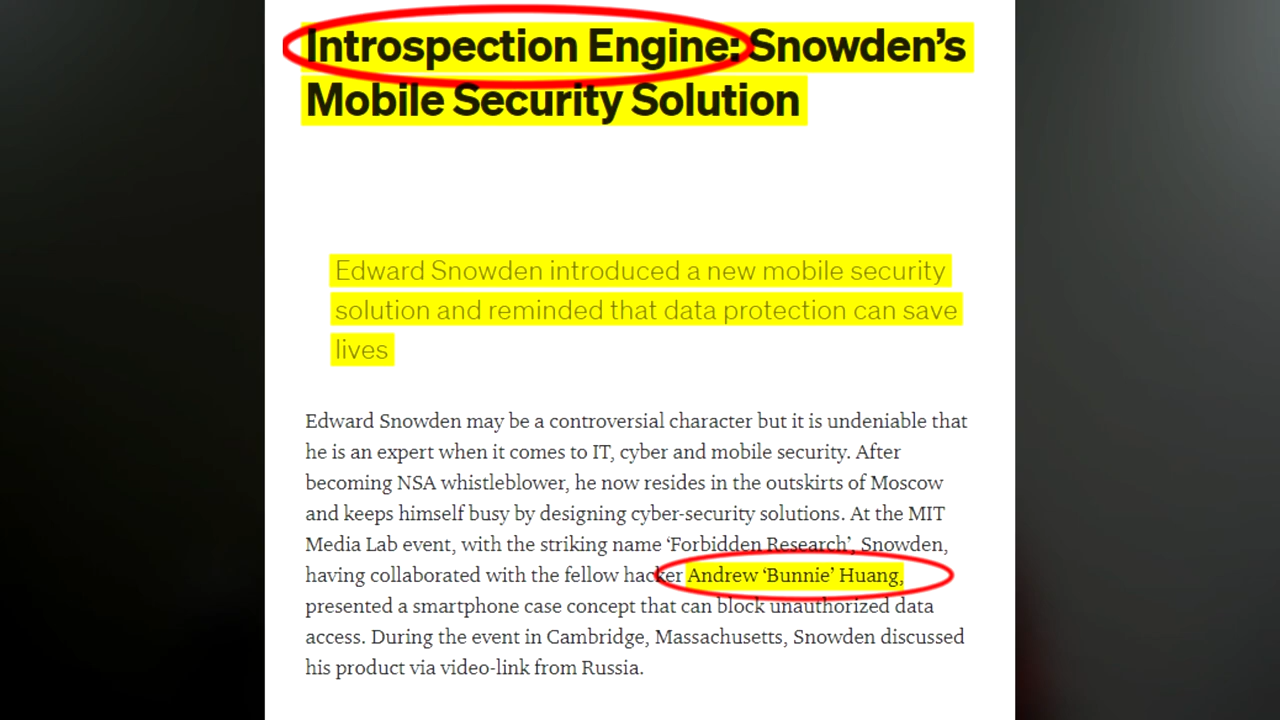 Introspection Engine: Snowden’s
Mobile Security Solution
Edward Snowden introduced a new mobile security
solution and reminded that data protection can save
lives
Edward Snowden may be a controversial character but it is undeniable that
he is an expert when it comes to IT, cyber and mobile security. After
becoming NSA whistleblower, he now resides in the outskirts of Moscow
and keeps himself busy by designing cyber-security solutions. At the MIT
Media Lab event, with the striking name ‘Forbidden Research’, Snowden,
having collaborated with the fellow hacker Andrew ‘Bunnie’ Huang,
presented a smartphone case concept that can block unauthorized data
access. During the event in Cambridge, Massachusetts, Snowden discussed
his product via video-link from Russia.